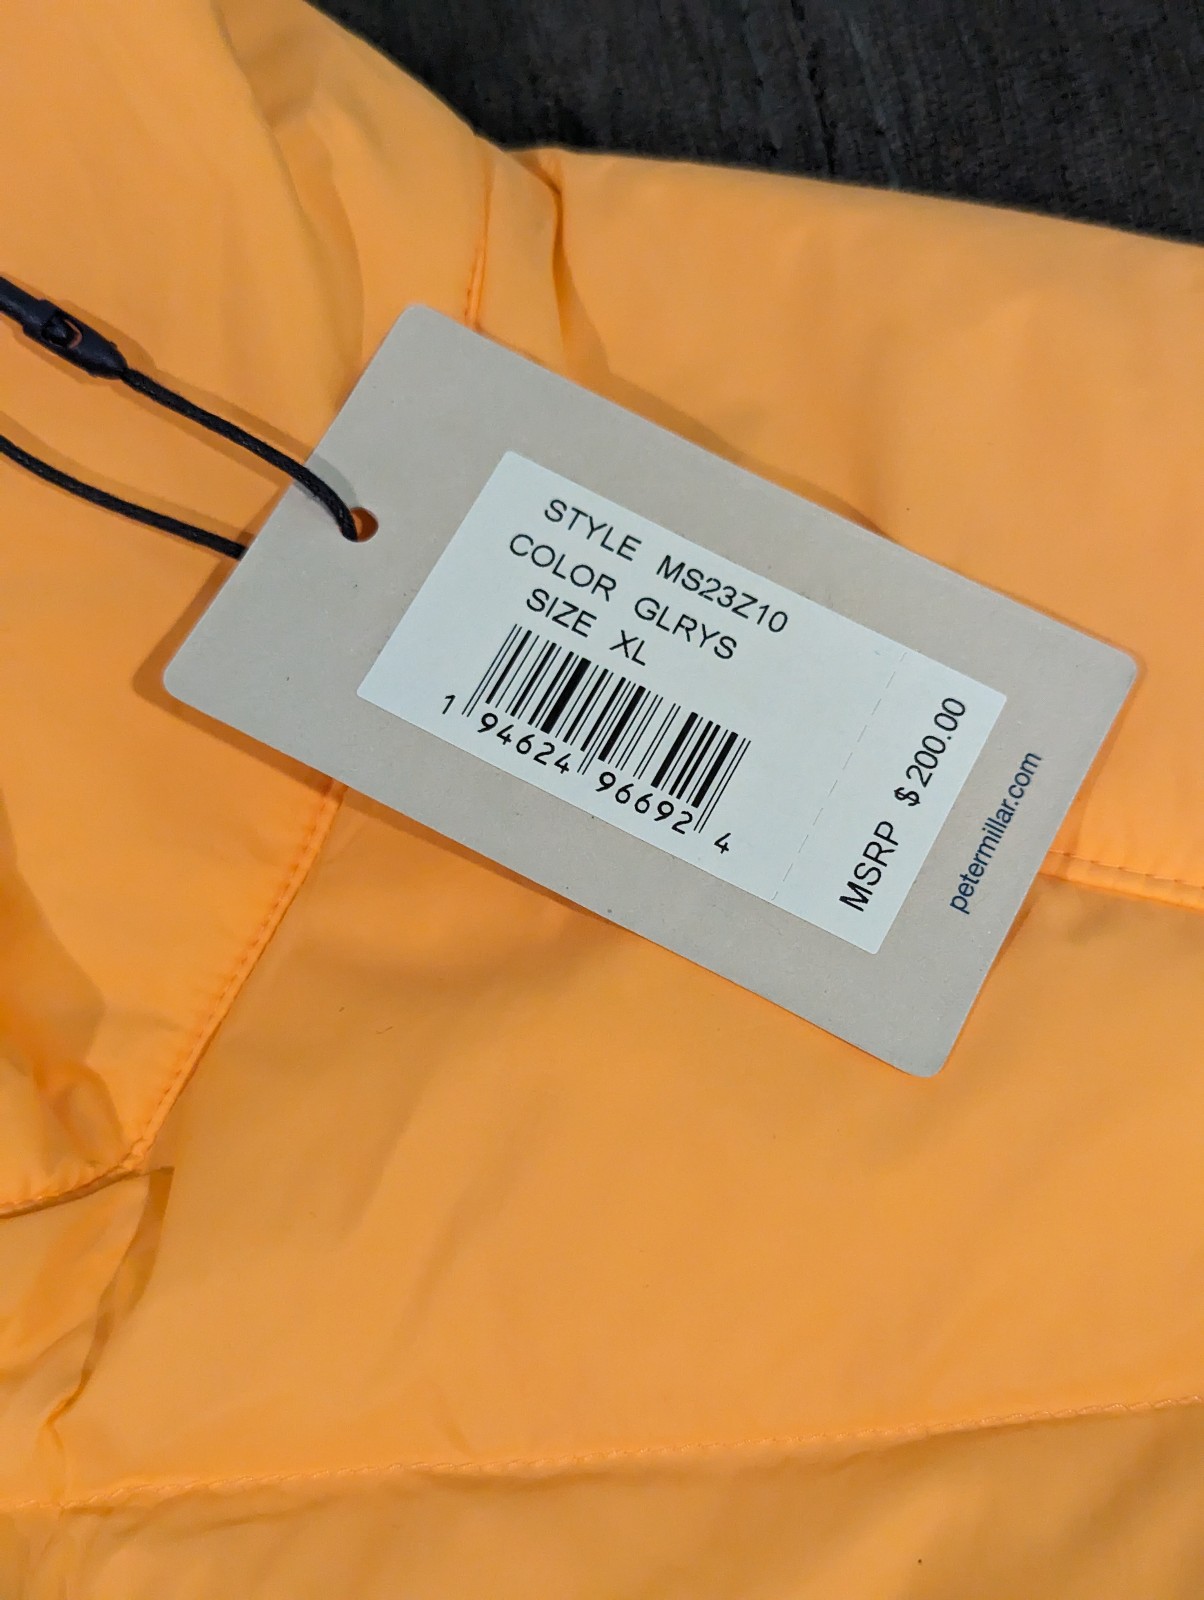 STYLE MS23Z10
COLOR GLRYS
SIZE XL
1 94624 96692 4
MSRP $200.00
petermillar.com